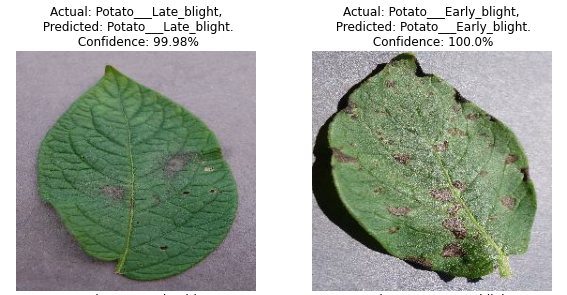 Actual: Potato___Late_blight,
Predicted: Potato___Late_blight.
Confidence: 99.98%
Actual: Potato___Early_blight,
Predicted: Potato___Early_blight.
Confidence: 100.0%